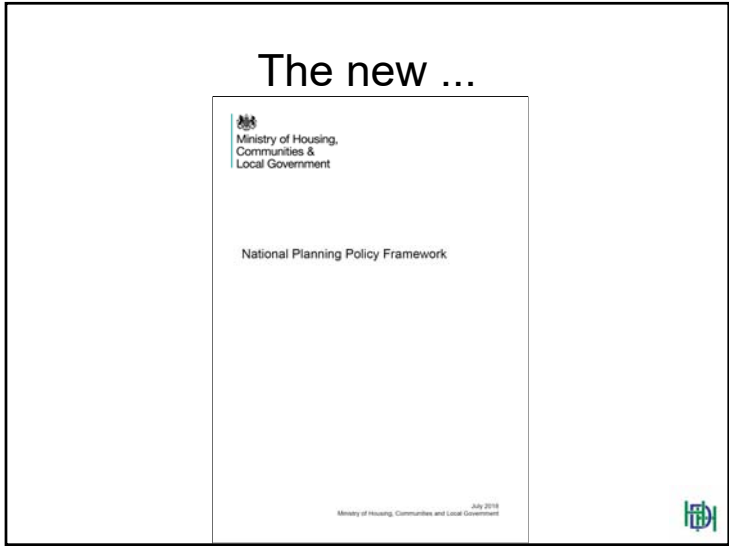 The new ...
Ministry of Housing,
Communities &
Local Government
National Planning Policy Framework
July 2018
Ministry of Housing, Communities and Local Government
HDH